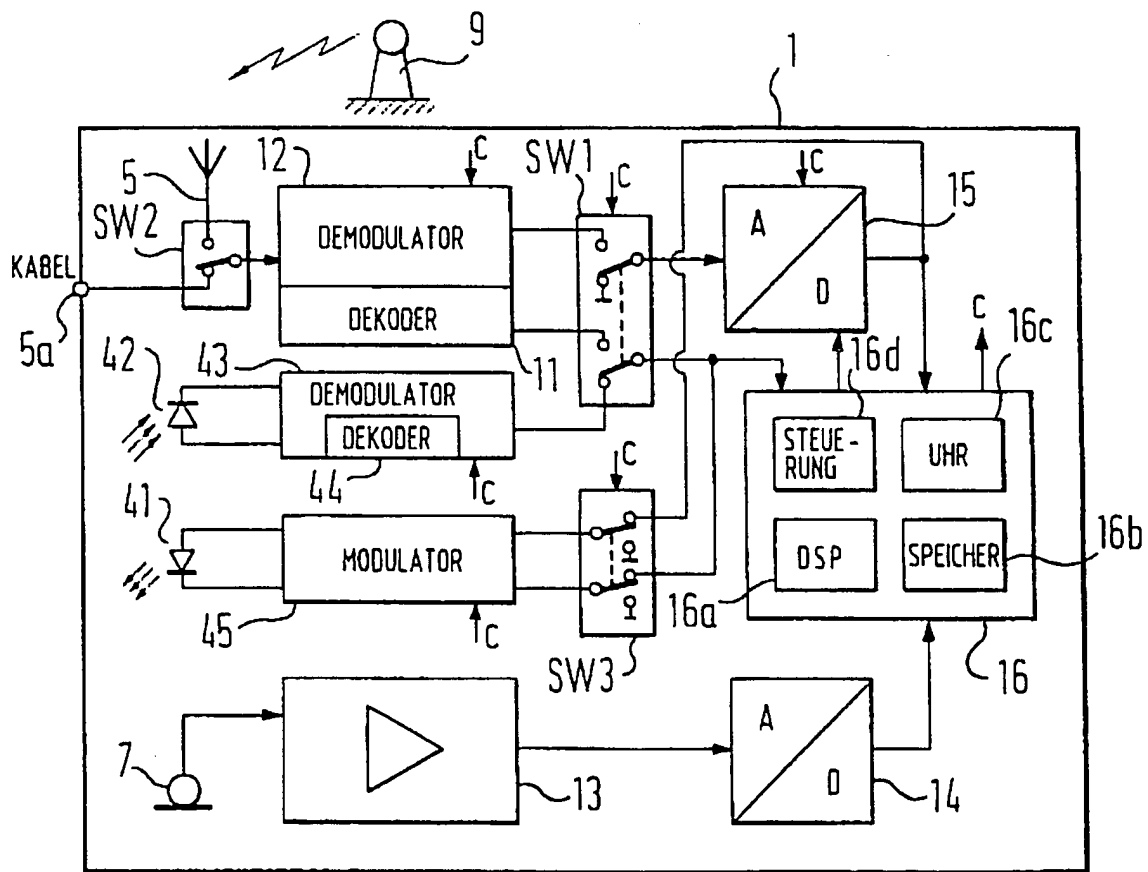 9
1
12
C
SW1
5
C
C
15
SW2
DEMODULATOR
A
KABEL
D
DEKODER
16d
C
16c
5a
11
42
43
DEMODULATOR
DEKODER
STEUE-
RUNG
UHR
44
C
C
41
MODULATOR
DSP
SPEICHER
16b
45
C
16a
SW3
16
A
7
D
13
14